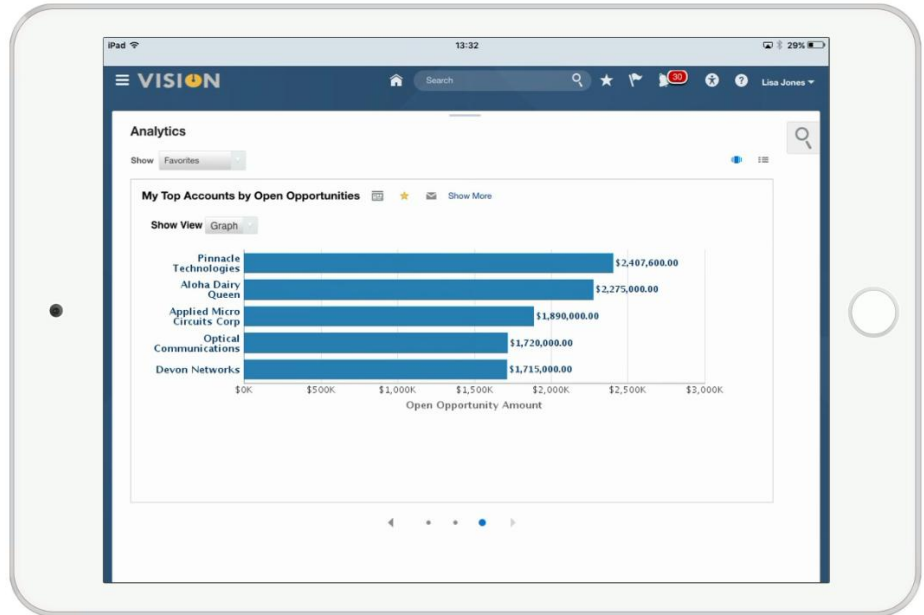 iPad
13:32
29%
VISION
Search
30
Lisa Jones
Analytics
Show Favorites
My Top Accounts by Open Opportunities Show More
Show View Graph
Pinnacle
Technologies
$2,407,600.00
Aloha Dairy
Queen
$2,275,000.00
Applied Micro
Circuits Corp
$1,890,000.00
Optical
Communications
$1,720,000.00
Devon Networks
$1,715,000.00
$0K $500K $1,000K $1,500K $2,000K $2,500K $3,000K
Open Opportunity Amount